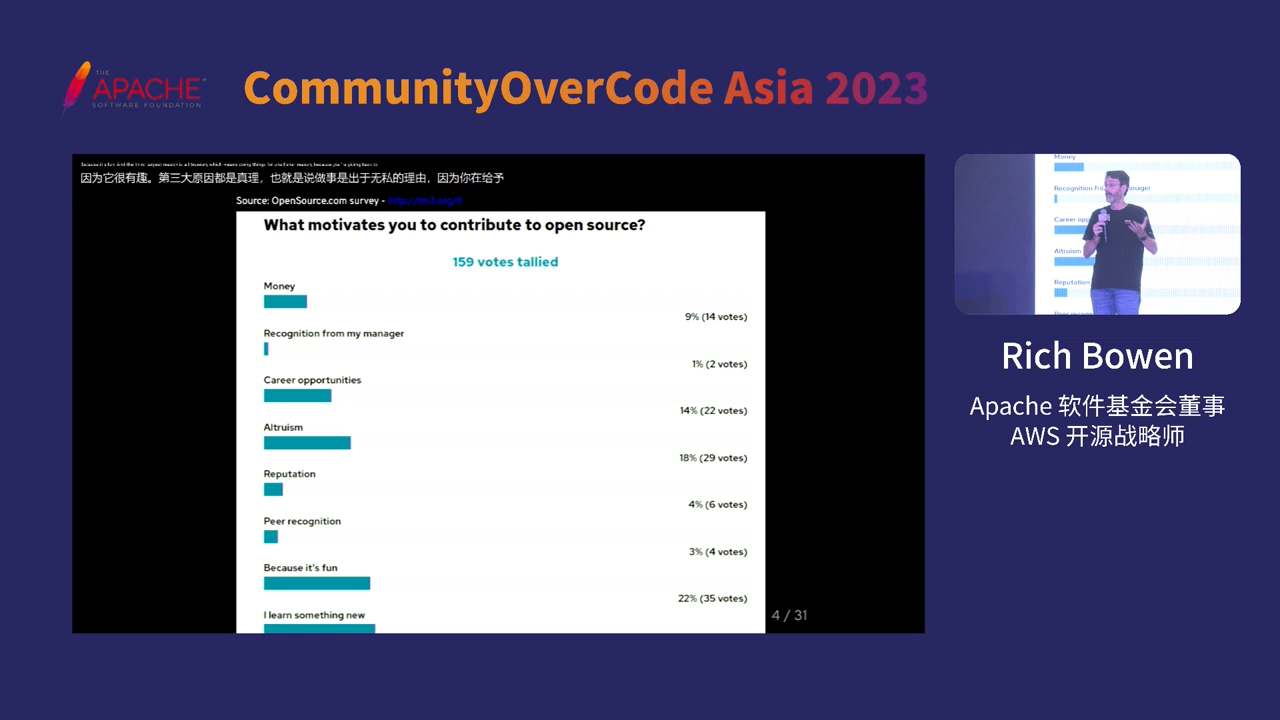 THE
APACHE
SOFTWARE FOUNDATION
CommunityOverCode Asia 2023
因为它很有趣。第三大原因都是真理，也就是说做事是出于无私的理由，因为你在给予
Source: OpenSource.com survey -
What motivates you to contribute to open source?
159 votes tallied
Money
9% (14 votes)
Recognition from my manager
1% (2 votes)
Career opportunities
14% (22 votes)
Altruism
18% (29 votes)
Reputation
4% (6 votes)
Peer recognition
3% (4 votes)
Because it's fun
22% (35 votes)
I learn something new
4 / 31
Money
Altruism
Reputation
Rich Bowen
Apache 软件基金会董事
AWS 开源战略师